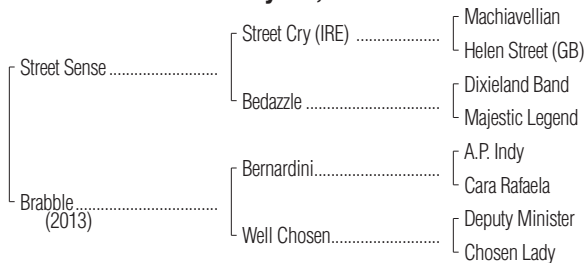 Street Sense
Brabble
(2013)
Street Cry (IRE)
Bedazzle
Bernardini
Well Chosen
Machiavellian
Helen Street (GB)
Dixieland Band
Majestic Legend
A.P. Indy
Cara Rafaela
Deputy Minister
Chosen Lady